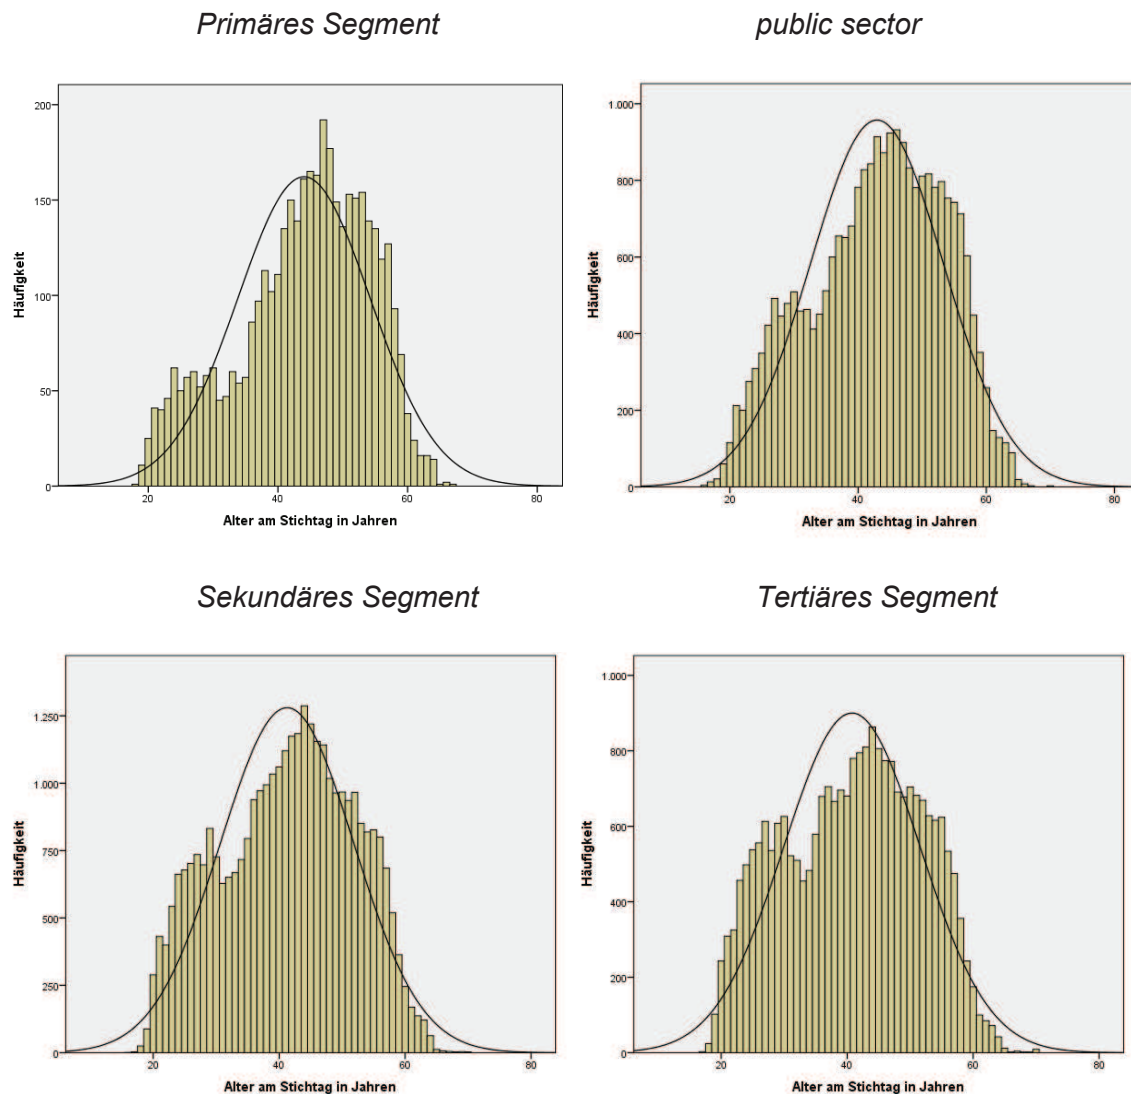 Primäres Segment
public sector
200
150
100
50
0
Häufigkeit
20 40 60 80
Alter am Stichtag in Jahren
1.000
800
600
400
200
0
Häufigkeit
20 40 60 80
Alter am Stichtag in Jahren
Sekundäres Segment
Tertiäres Segment
1.250
1.000
750
500
250
0
Häufigkeit
20 40 60 80
Alter am Stichtag in Jahren
1.000
800
600
400
200
0
Häufigkeit
20 40 60 80
Alter am Stichtag in Jahren